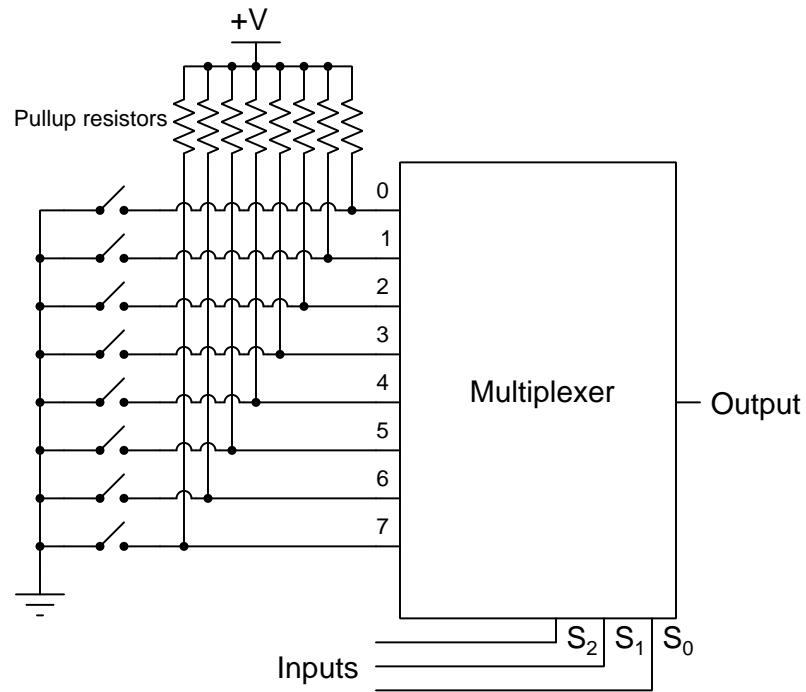 +V
Pullup resistors
0
1
2
3
4
5
6
7
Multiplexer
Output
S₂ S₁ S₀
Inputs